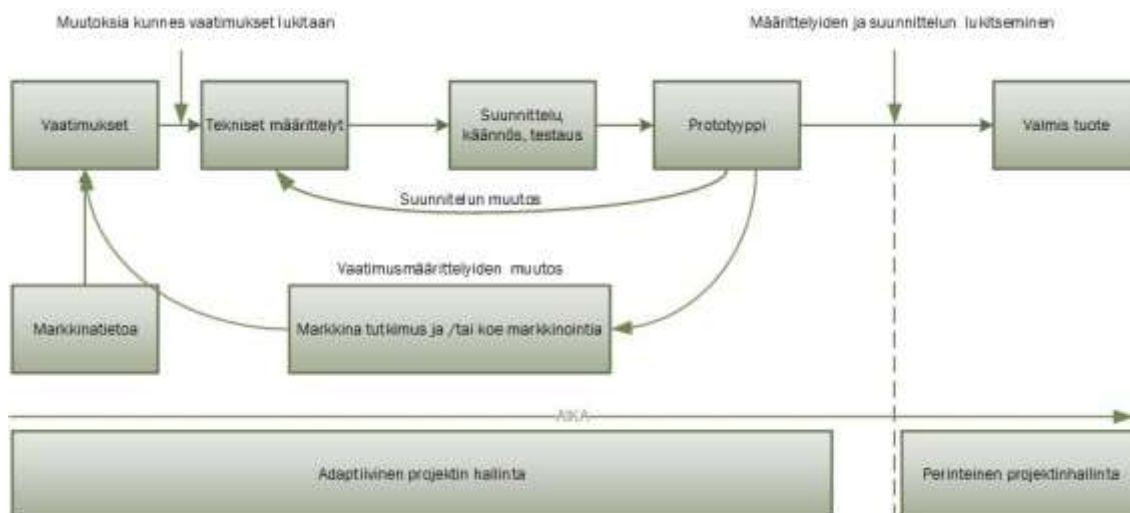 Muutoksia kunnes vaatimukset lukitaan
Määrittelyiden ja suunnittelun lukitseminen
Vaatimukset
Tekniset määrittelyt
Suunnittelu,
käännös, testaus
Prototyyppi
Valmis tuote
Suunnitelun muutos
Vaatimusmäärittelyiden muutos
Markkinatietoa
Markkina tutkimus ja /tai koe markkinointia
AIKA
Adaptiivinen projektin hallinta
Perinteinen projektinhallinta